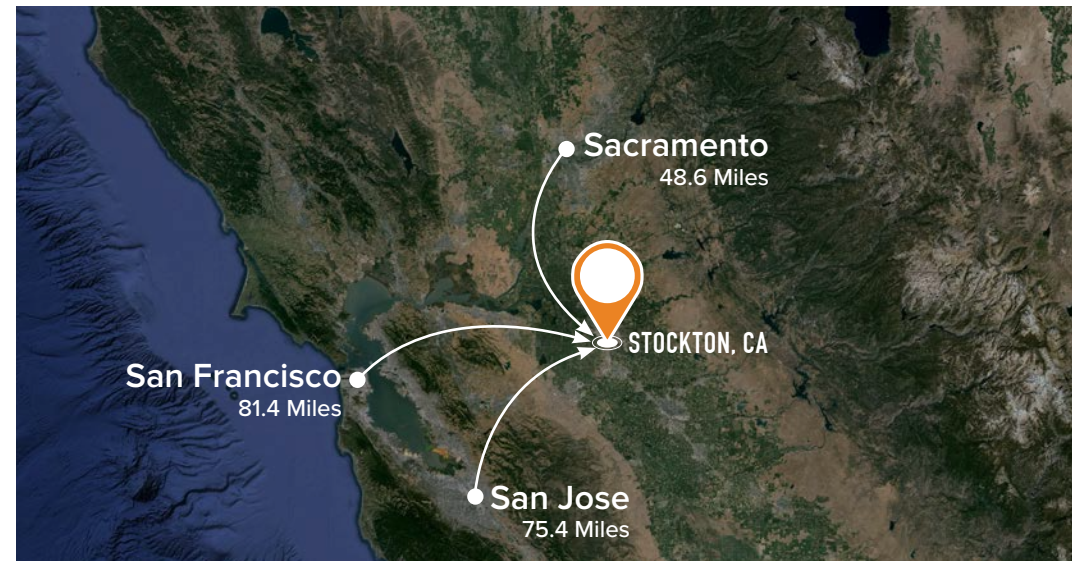 Sacramento
48.6 Miles
STOCKTON, CA
San Francisco
81.4 Miles
San Jose
75.4 Miles